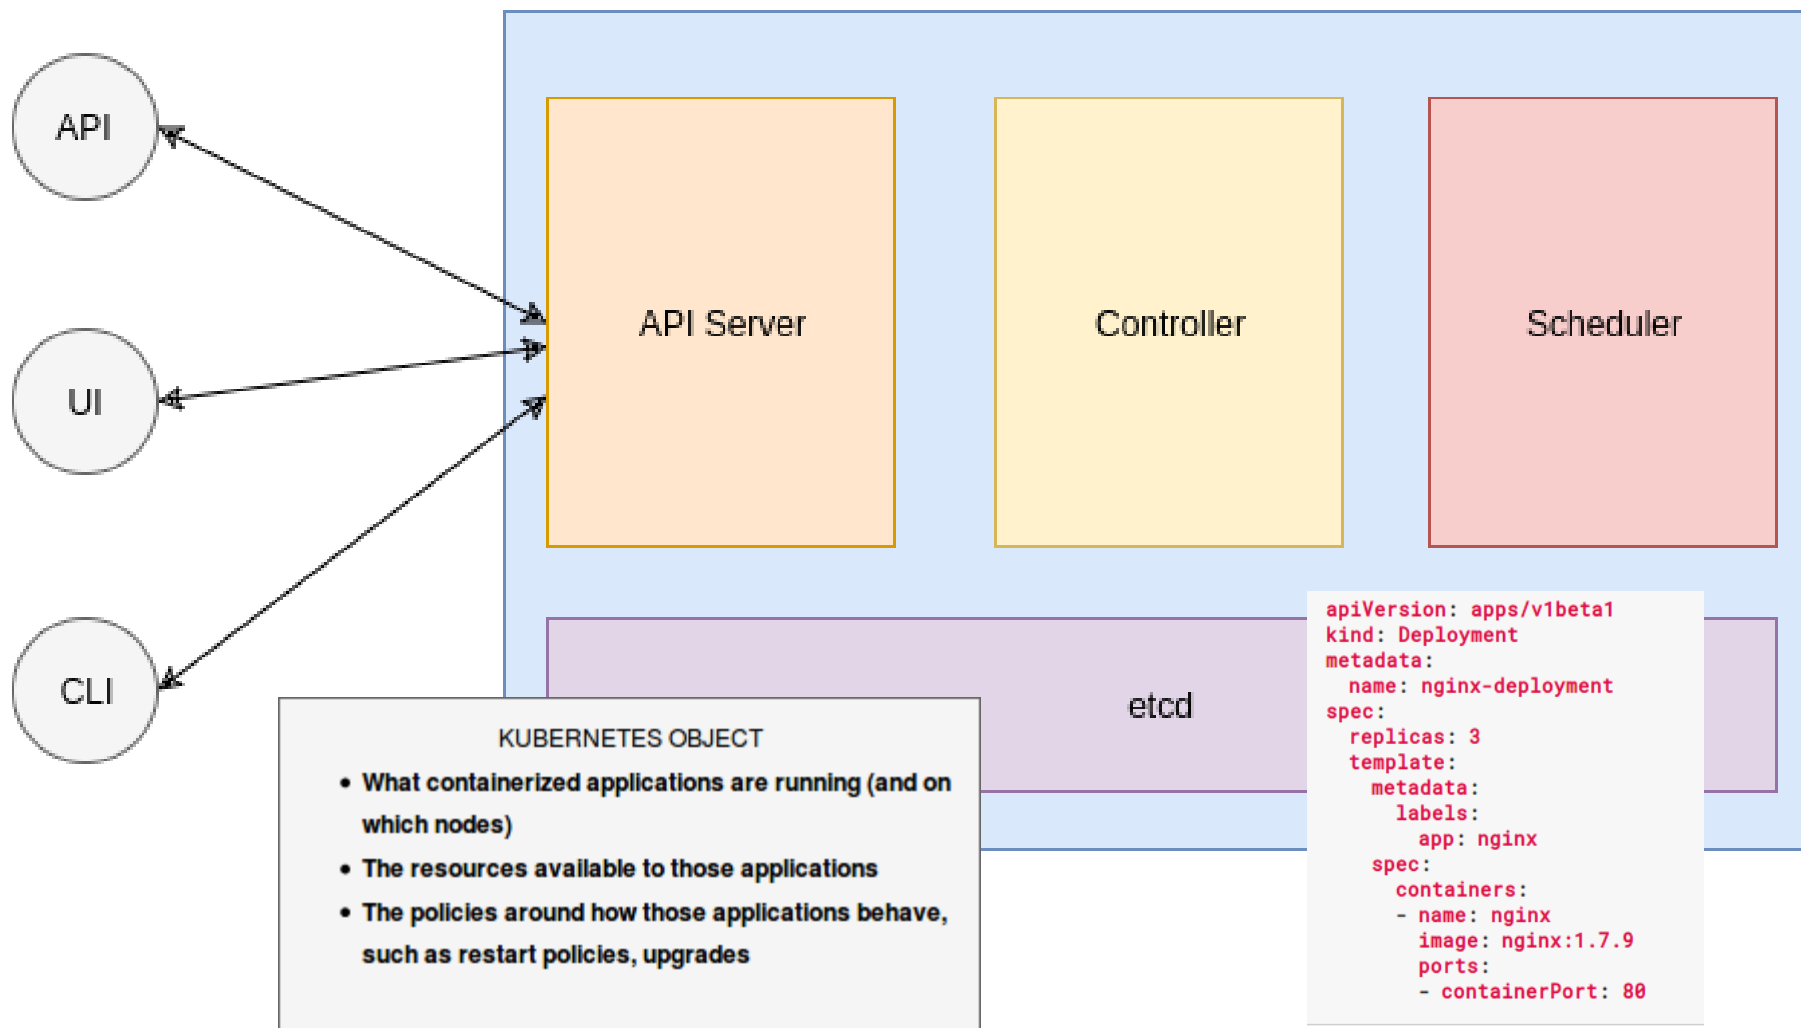 API
UI
CLI
API Server
Controller
Scheduler
etcd
KUBERNETES OBJECT
• What containerized applications are running (and on
which nodes)
• The resources available to those applications
• The policies around how those applications behave,
such as restart policies, upgrades
apiVersion: apps/v1beta1
kind: Deployment
metadata:
  name: nginx-deployment
spec:
  replicas: 3
  template:
    metadata:
      labels:
        app: nginx
    spec:
      containers:
      - name: nginx
        image: nginx:1.7.9
        ports:
        - containerPort: 80